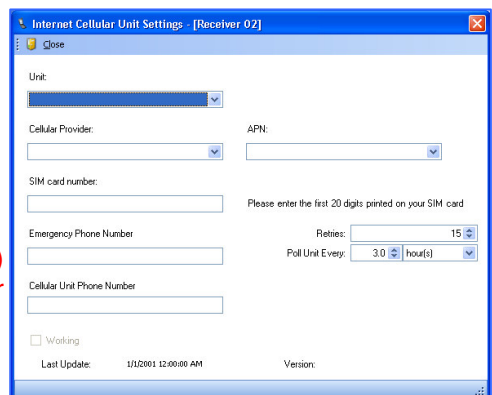 Internet Cellular Unit Settings - [Receiver 02]
Close
Unit:
Cellular Provider: APN:
SIM card number:
Please enter the first 20 digits printed on your SIM card
Emergency Phone Number Retries: 15
Poll Unit Every: 3.0 hour(s)
Cellular Unit Phone Number
Working
Last Update: 1/1/2001 12:00:00 AM Version: